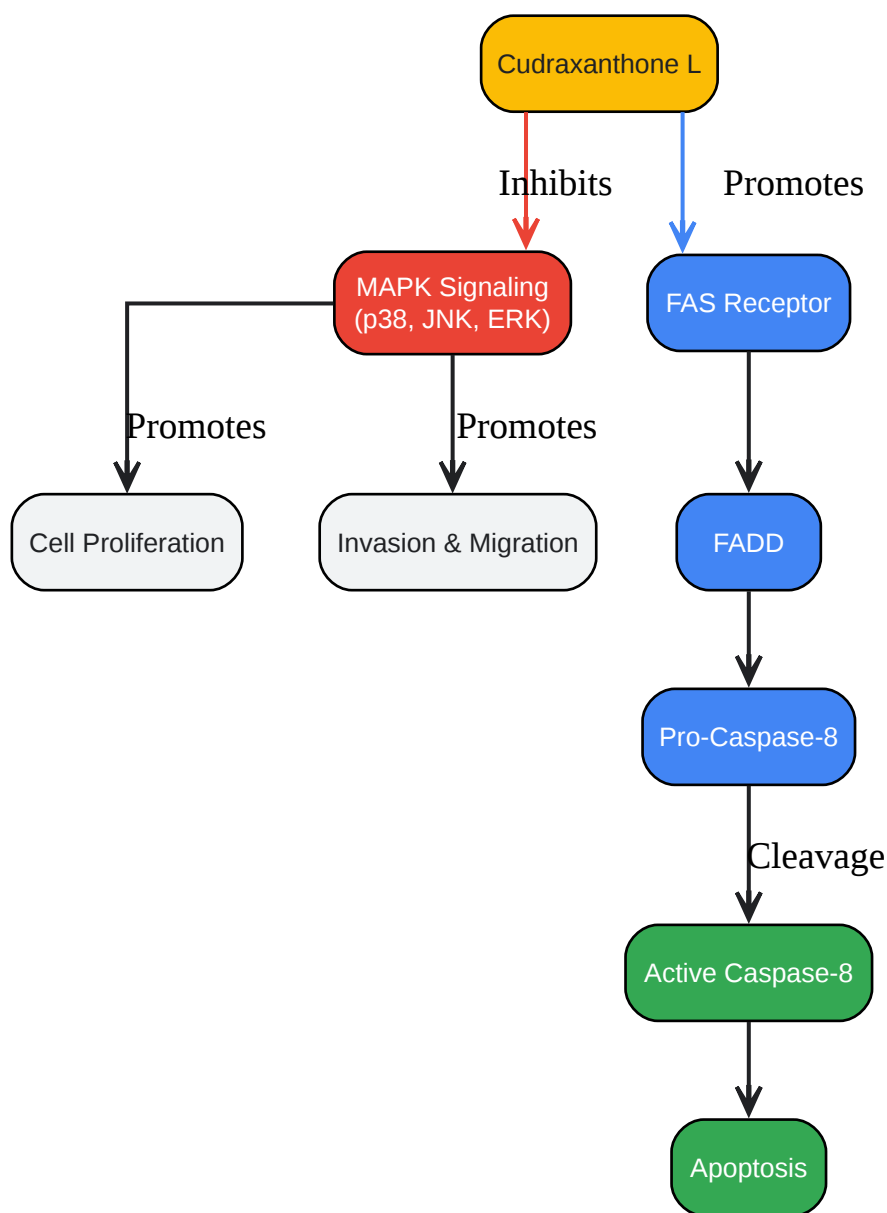 Cudraxanthone L
Inhibits
Promotes
MAPK Signaling
(p38, JNK, ERK)
FAS Receptor
Promotes
Promotes
Cell Proliferation
Invasion & Migration
FADD
Pro-Caspase-8
Cleavage
Active Caspase-8
Apoptosis